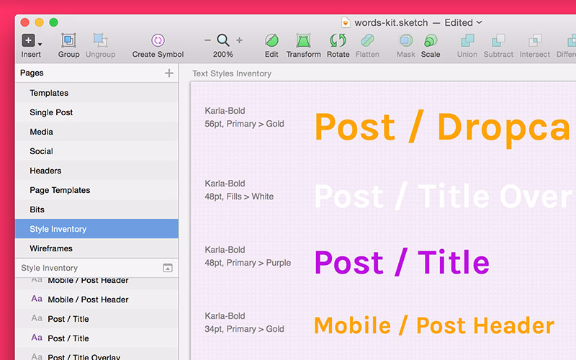 words-kit.sketch — Edited
Insert
Group
Ungroup
Create Symbol
200%
Edit
Transform
Rotate
Flatten
Mask
Scale
Union
Subtract
Intersect
Differe
Pages
Templates
Single Post
Media
Social
Headers
Page Templates
Bits
Style Inventory
Wireframes
Style Inventory
Aa Mobile / Post Header
Aa Mobile / Post Header
Aa Post / Title
Aa Post / Title
Aa Post / Title Overlay
Text Styles Inventory
Karla-Bold
56pt, Primary > Gold
Post / Dropca
Karla-Bold
48pt, Fills > White
Post / Title Over
Karla-Bold
48pt, Primary > Purple
Post / Title
Karla-Bold
34pt, Primary > Gold
Mobile / Post Header